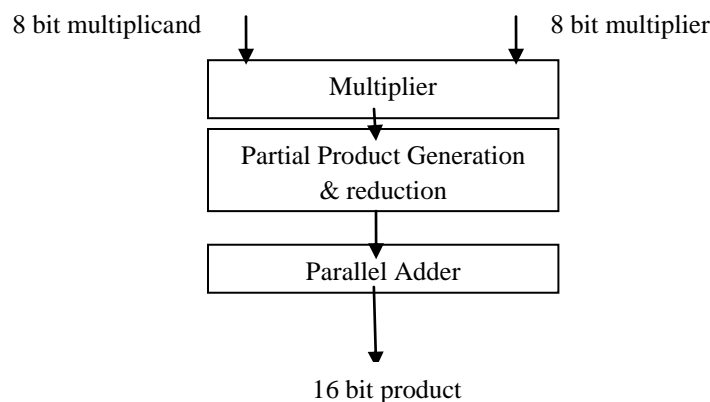 8 bit multiplicand
8 bit multiplier
Multiplier
Partial Product Generation
& reduction
Parallel Adder
16 bit product